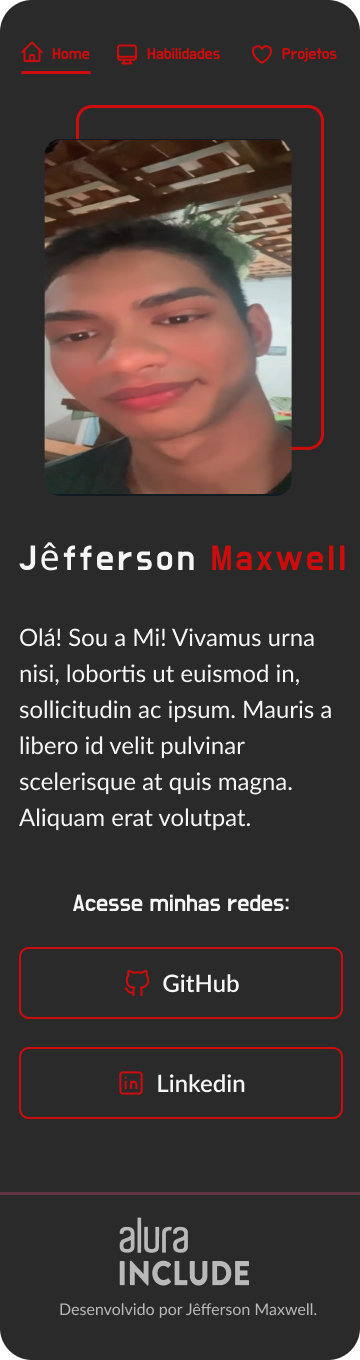 Home Habilidades Projetos
Jêfferson Maxwell
Olá! Sou a Mi! Vivamus urna
nisi, lobortis ut euismod in,
sollicitudin ac ipsum. Mauris a
libero id velit pulvinar
scelerisque at quis magna.
Aliquam erat volutpat.
Acesse minhas redes:
GitHub
in Linkedin
alura
INCLUDE
Desenvolvido por Jêfferson Maxwell.